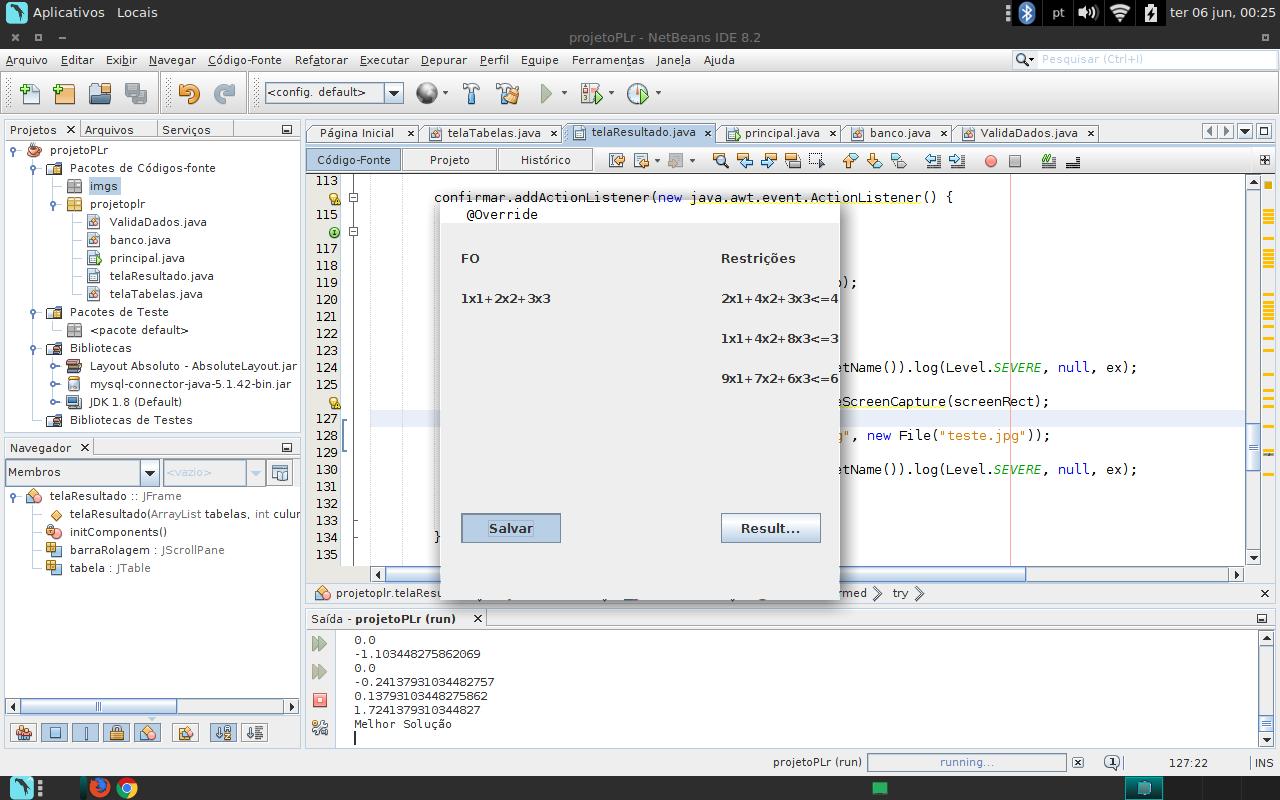 Aplicativos Locais
pt
ter 06 jun, 00:25
projetoPLr - NetBeans IDE 8.2
Arquivo Editar Exibir Navegar Código-Fonte Refatorar Executar Depurar Perfil Equipe Ferramentas Janela Ajuda
Pesquisar (Ctrl+I)
<config. default>
Projetos Arquivos Serviços
projetoPLr
Pacotes de Códigos-fonte
imgs
projetoplr
ValidaDados.java
banco.java
principal.java
telaResultado.java
telaTabelas.java
Pacotes de Teste
<pacote default>
Bibliotecas
Layout Absoluto - AbsoluteLayout.jar
mysql-connector-java-5.1.42-bin.jar
JDK 1.8 (Default)
Bibliotecas de Testes
Navegador
Membros
<vazio>
telaResultado :: JFrame
telaResultado(ArrayList tabelas, int colun
initComponents()
barraRolagem : JScrollPane
tabela : JTable
Página Inicial telaTabelas.java telaResultado.java principal.java banco.java ValidaDados.java
Código-Fonte Projeto Histórico
113
confirmar.addActionListener(new java.awt.event.ActionListener() {
115 @Override
117
118
119 );
120
121
122
123
124 etName()).log(Level.SEVERE, null, ex);
125
eScreenCapture(screenRect);
127
128 g", new File("teste.jpg"));
129
130 etName()).log(Level.SEVERE, null, ex);
131
132
133
134 }
135
FO
1x1+2x2+3x3
Restrições
2x1+4x2+3x3<=4
1x1+4x2+8x3<=3
9x1+7x2+6x3<=6
Salvar
Result...
projetoplr.telaResu
rmed
try
Saída - projetoPLr (run)
0.0
-1.103448275862069
0.0
-0.24137931034482757
0.13793103448275862
1.7241379310344827
Melhor Solução
projetoPLr (run)
running...
1
127:22
INS